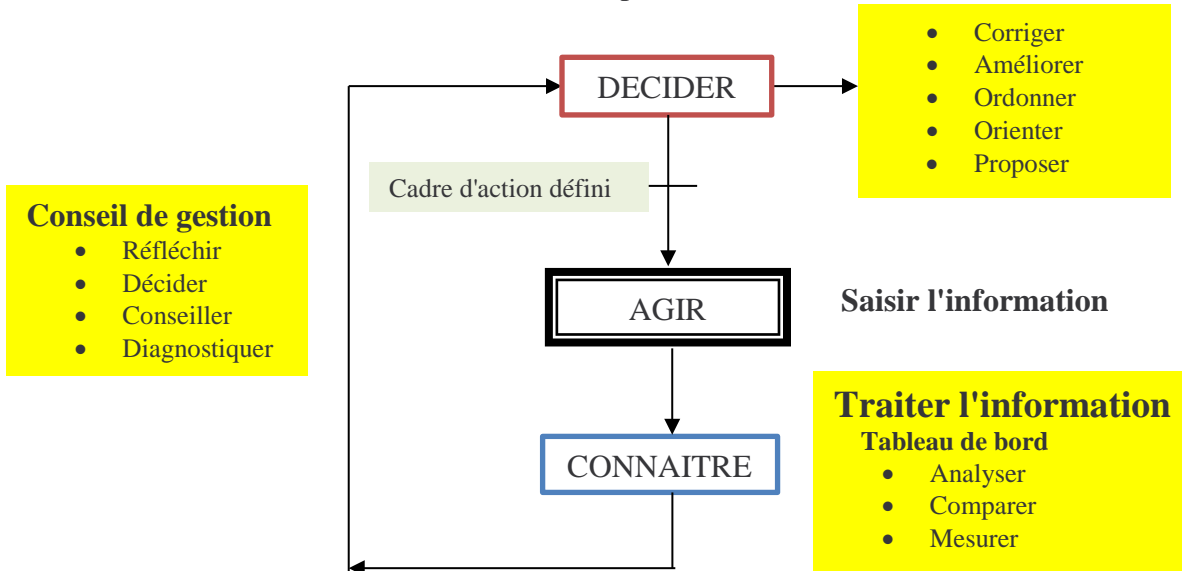 DECIDER
• Corriger
• Améliorer
• Ordonner
• Orienter
• Proposer
Cadre d'action défini
Conseil de gestion
• Réfléchir
• Décider
• Conseiller
• Diagnostiquer
AGIR
Saisir l'information
CONNAITRE
Traiter l'information
Tableau de bord
• Analyser
• Comparer
• Mesurer